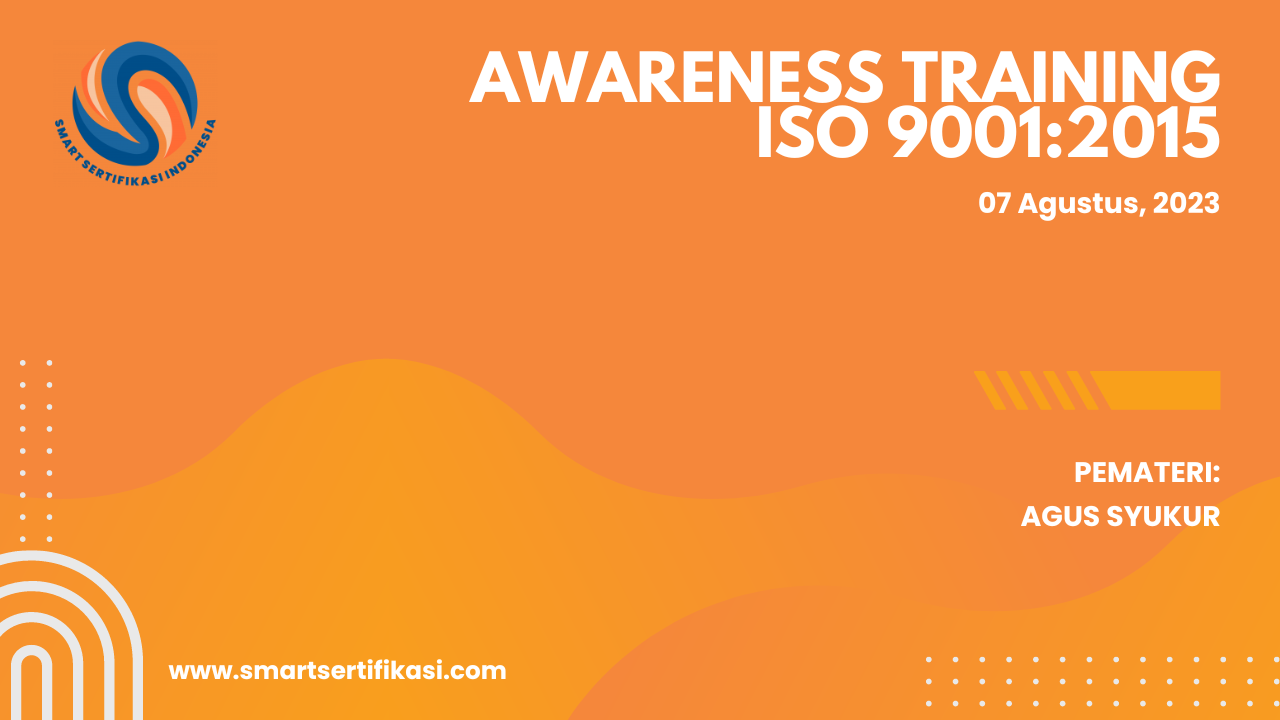 SMART SERTIFIKASI INDONESIA
AWARENESS TRAINING
ISO 9001:2015
07 Agustus, 2023
PEMATERI:
AGUS SYUKUR
www.smartsertifikasi.com